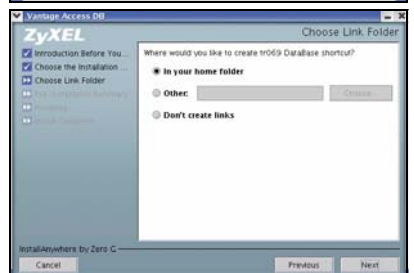 Vantage Access DB
ZyXEL
Choose Link Folder
Introduction Before You...
Choose the Installation ...
Choose Link Folder
Where would you like to create tr069 DataBase shortcut?
In your home folder
Other:
Choose...
Don't create links
InstallAnywhere by Zero G
Cancel
Previous
Next